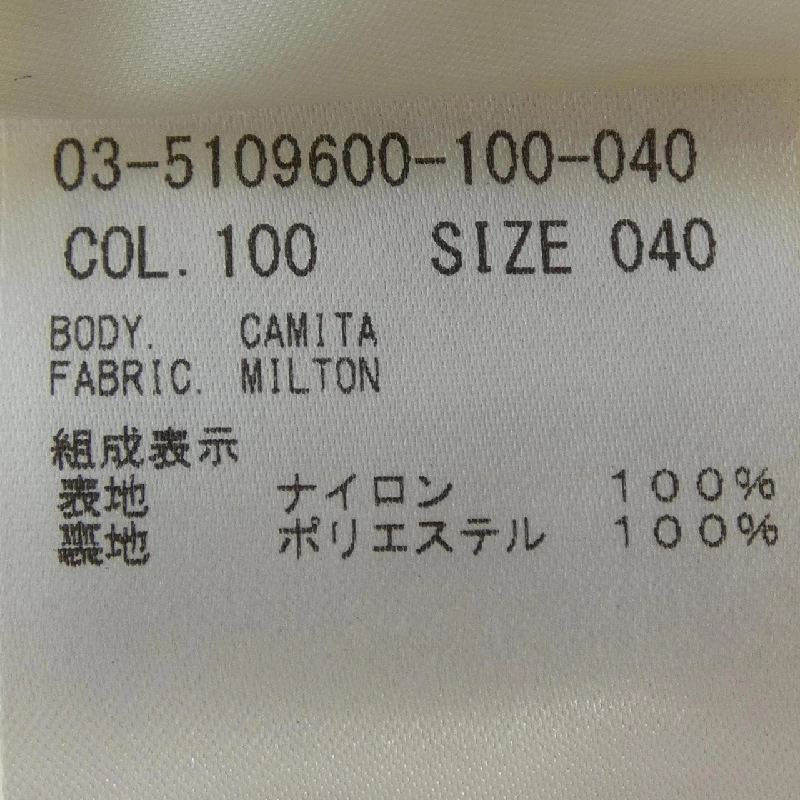 03-5109600-100-040
COL. 100 SIZE 040
BODY. CAMITA
FABRIC. MILTON
組成表示
表地 ナイロン 100%
裏地 ポリエステル 100%